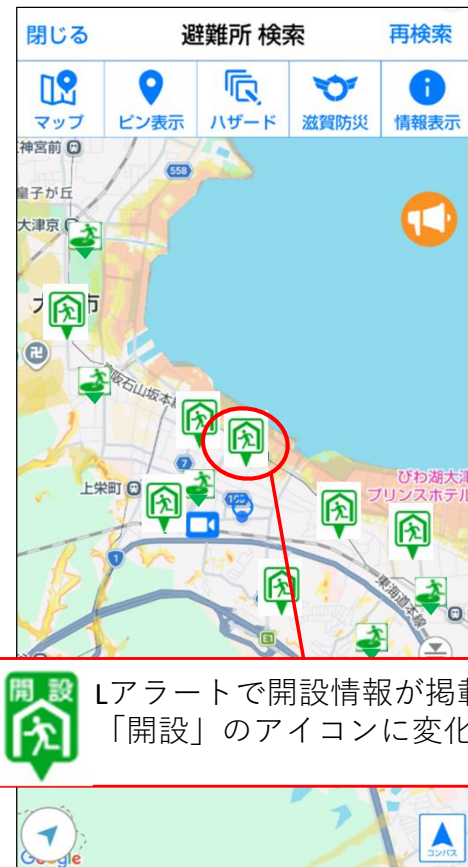 閉じる 避難所 検索 再検索
マップ ピン表示 ハザード 滋賀防災 情報表示
神宮前
558
皇子が丘
大津京
大 市
卍
京阪石山坂本線
7
びわ湖大津
プリンスホテル
上栄町
1
東海道本線
E1
開設
Lアラートで開設情報が掲載
「開設」のアイコンに変化
Google
コンパス